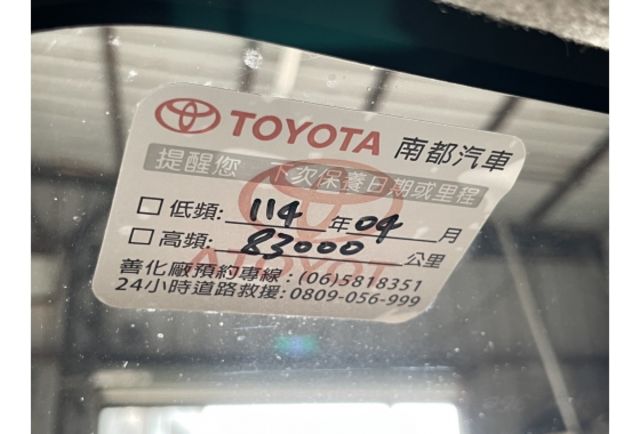 TOYOTA 南都汽車
提醒您 下次保養日期或里程
□ 低頻: 114 年 04 月
□ 高頻: 83000 公里
善化廠預約專線: (06)5818351
24小時道路救援: 0809-056-999